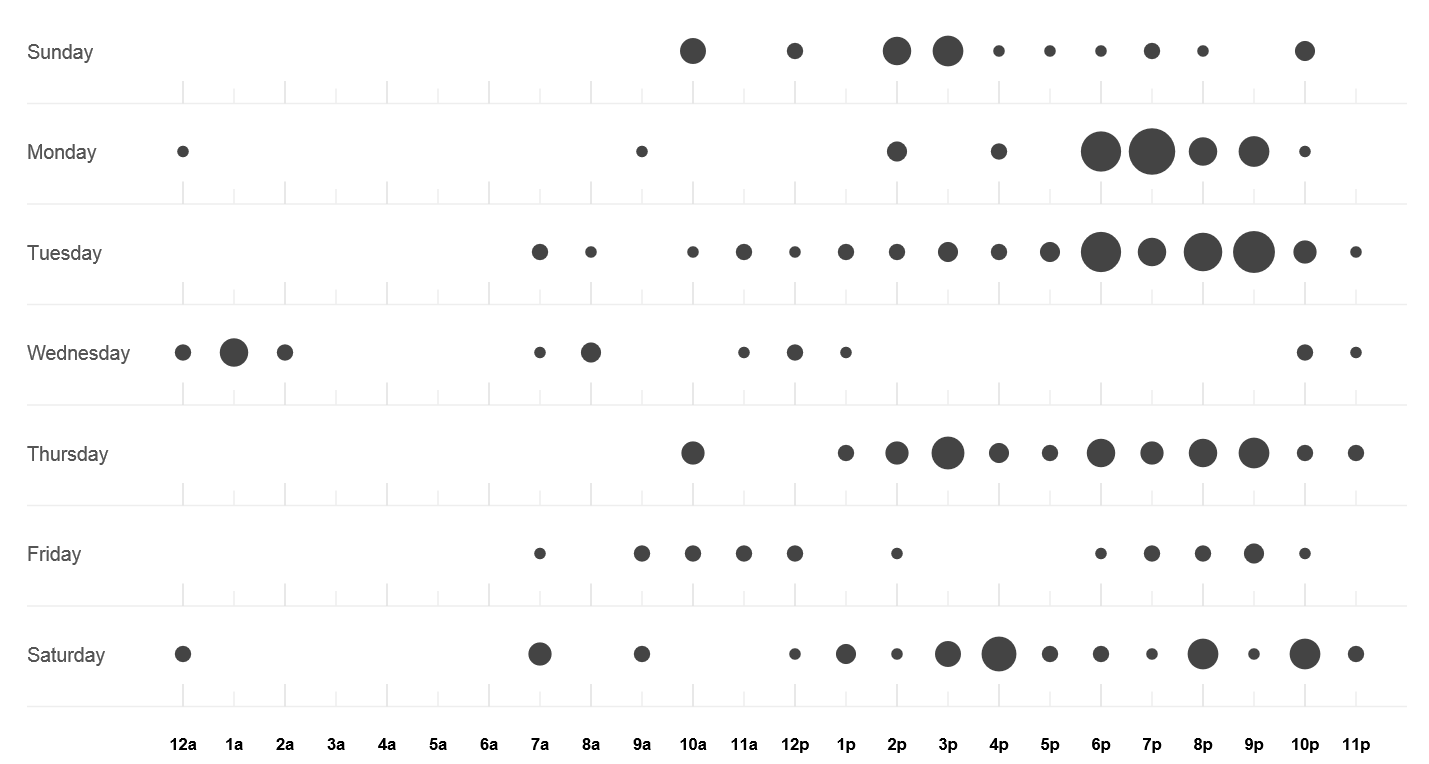 Sunday
Monday
Tuesday
Wednesday
Thursday
Friday
Saturday
12a 1a 2a 3a 4a 5a 6a 7a 8a 9a 10a 11a 12p 1p 2p 3p 4p 5p 6p 7p 8p 9p 10p 11p